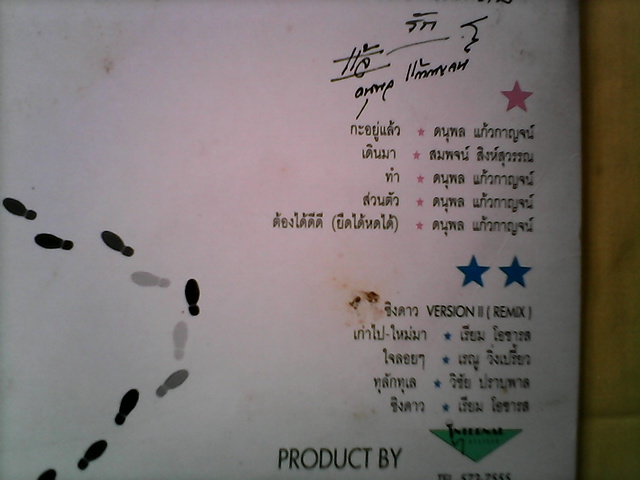 รัก
แจ้
ดนุพล แก้วกาญจน์
กะอยู่แล้ว ★ ดนุพล แก้วกาญจน์
เดินมา ★ สมพจน์ สิงห์สุวรรณ
ทำ ★ ดนุพล แก้วกาญจน์
ส่วนตัว ★ ดนุพล แก้วกาญจน์
ต้องได้ดีดี (ยืดได้หดได้) ★ ดนุพล แก้วกาญจน์
ชิงดาว VERSION II ( REMIX )
เก่าไป-ใหม่มา ★ เรียม โอชารส
ใจลอยๆ ★ เรณู วิ่งเปรี้ยว
ทุลักทุเล ★ วิชัย ปราบพาล
ชิงดาว ★ เรียม โอชารส
PRODUCT BY